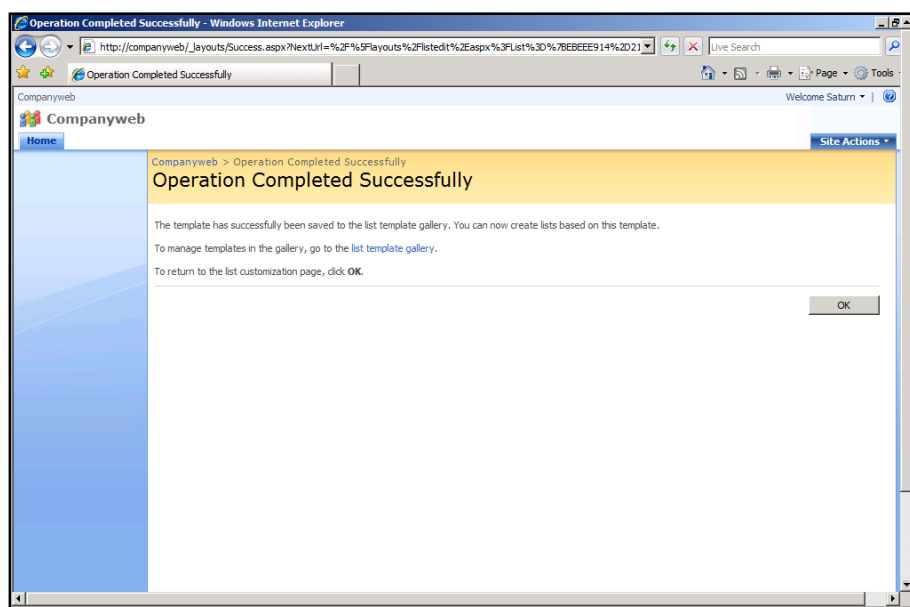 Operation Completed Successfully - Windows Internet Explorer
http://companyweb/_layouts/Success.aspx?NextUrl=%2F%5Flayouts%2Flistedit%2Easpx%3FList%3D%7BEBEEE914%2D21
Live Search
Operation Completed Successfully
Page
Tools
Companyweb
Welcome Saturn
Companyweb
Home
Site Actions
Companyweb > Operation Completed Successfully
Operation Completed Successfully
The template has successfully been saved to the list template gallery. You can now create lists based on this template.
To manage templates in the gallery, go to the list template gallery.
To return to the list customization page, click OK.
OK